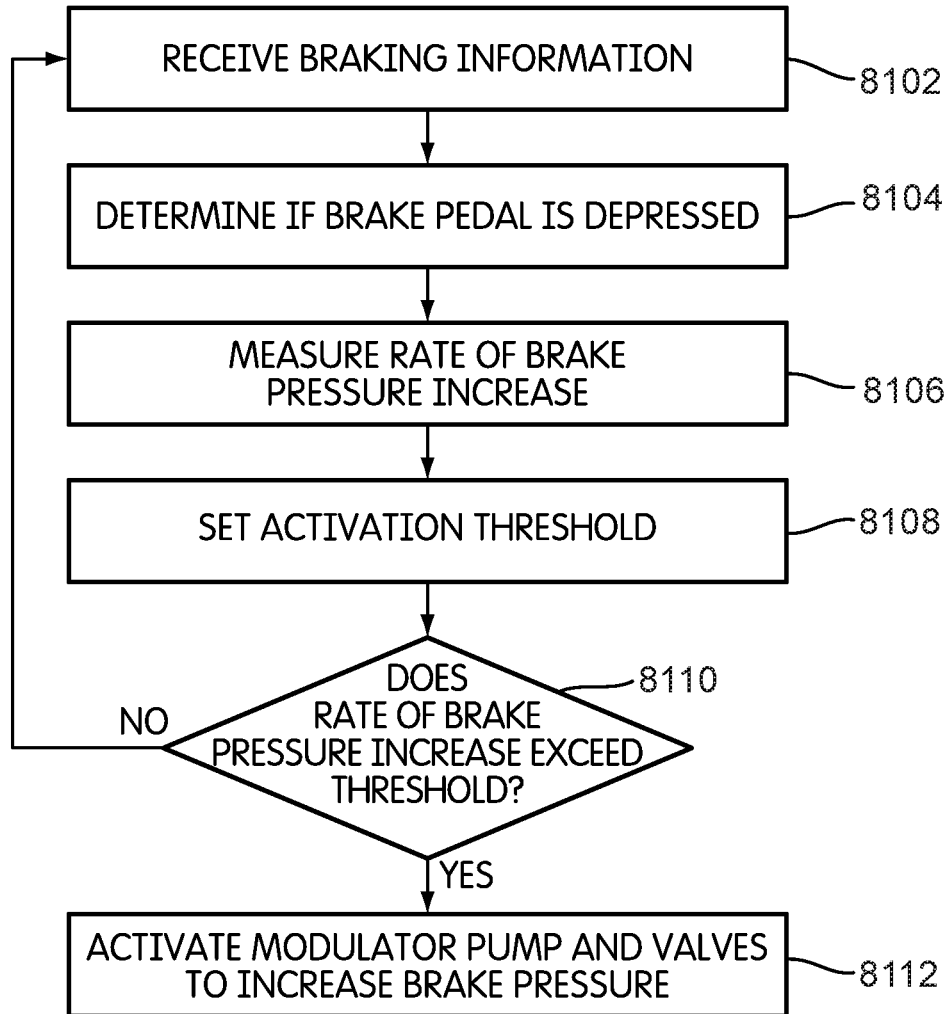 RECEIVE BRAKING INFORMATION
8102
DETERMINE IF BRAKE PEDAL IS DEPRESSED
8104
MEASURE RATE OF BRAKE
PRESSURE INCREASE
8106
SET ACTIVATION THRESHOLD
8108
DOES
RATE OF BRAKE
PRESSURE INCREASE EXCEED
THRESHOLD?
8110
NO
YES
ACTIVATE MODULATOR PUMP AND VALVES
TO INCREASE BRAKE PRESSURE
8112